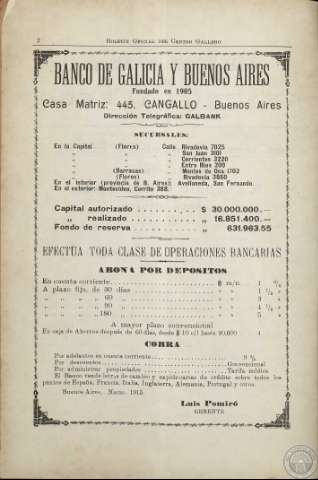 2 BOLETIN OFICIAL DEL CENTRO GALLEGO
BANCO DE GALICIA Y BUENOS AIRES
Fundado en 1905
Casa Matriz: 445, CANGALLO - Buenos Aires
Dirección Telegráfica: GALBANK
SUCURSALES:
En la Capital (Flores) Calle Rivadavia 7025
" " San Juan 3101
" " Corrientes 3220
" " Entre Rios 200
" (Barracas) " Montes de Oca 1702
" (Flores) " Rivadavia 3860
En el interior (provincia de B. Aires): Avellaneda, San Fernando
En el exterior: Montevideo, Cerrito
Capital autorizado $ 30.000.000.—
" realizado " 16.851.400.—
Fondo de reserva 631.963.55
EFECTÚA TODA CLASE DE OPERACIONES BANCARIAS
ABONA POR DEPOSITOS
En cuenta corriente $ m/n. 1 %
A plazo fijo, de 30 días
" " " " 60 "
" " " " 90 "
" " " " 180 " 5
A mayor plazo convencional
En caja de Ahorros después de 60 días, desde $ 10 c/l hasta 4
COBRA
Por adelantos en cuenta corriente 9 %
Por descuentos Convencional
Por administrar propiedades Tarifa módica
El Banco vende letras de cambio y expide cartas de crédito sobre todos los
puntos de España, Francia, Italia, Inglaterra, Alemania, Portugal y otros
Buenos Aires, Marzo 1915
Luis Pomiró
GERENTE